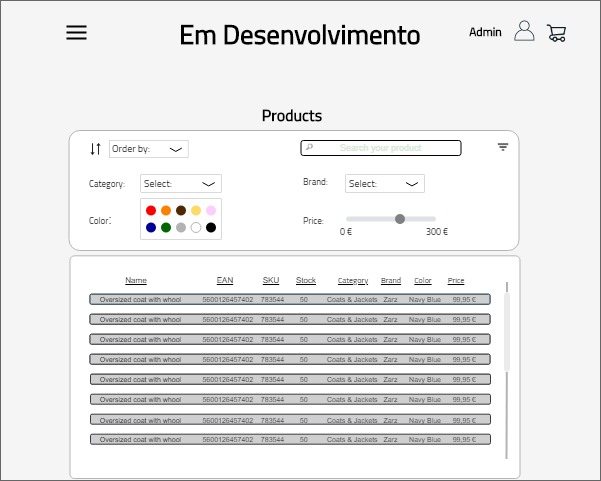 Em Desenvolvimento
Admin
Products
Order by:
Search your product
Category: Select:
Brand: Select:
Color:
Price:
0 € 300 €
Name EAN SKU Stock Category Brand Color Price
Oversized coat with whool 5600126457402 783544 50 Coats & Jackets Zarz Navy Blue 99,95 €
Oversized coat with whool 5600126457402 783544 50 Coats & Jackets Zarz Navy Blue 99,95 €
Oversized coat with whool 5600126457402 783544 50 Coats & Jackets Zarz Navy Blue 99,95 €
Oversized coat with whool 5600126457402 783544 50 Coats & Jackets Zarz Navy Blue 99,95 €
Oversized coat with whool 5600126457402 783544 50 Coats & Jackets Zarz Navy Blue 99,95 €
Oversized coat with whool 5600126457402 783544 50 Coats & Jackets Zarz Navy Blue 99,95 €
Oversized coat with whool 5600126457402 783544 50 Coats & Jackets Zarz Navy Blue 99,95 €
Oversized coat with whool 5600126457402 783544 50 Coats & Jackets Zarz Navy Blue 99,95 €